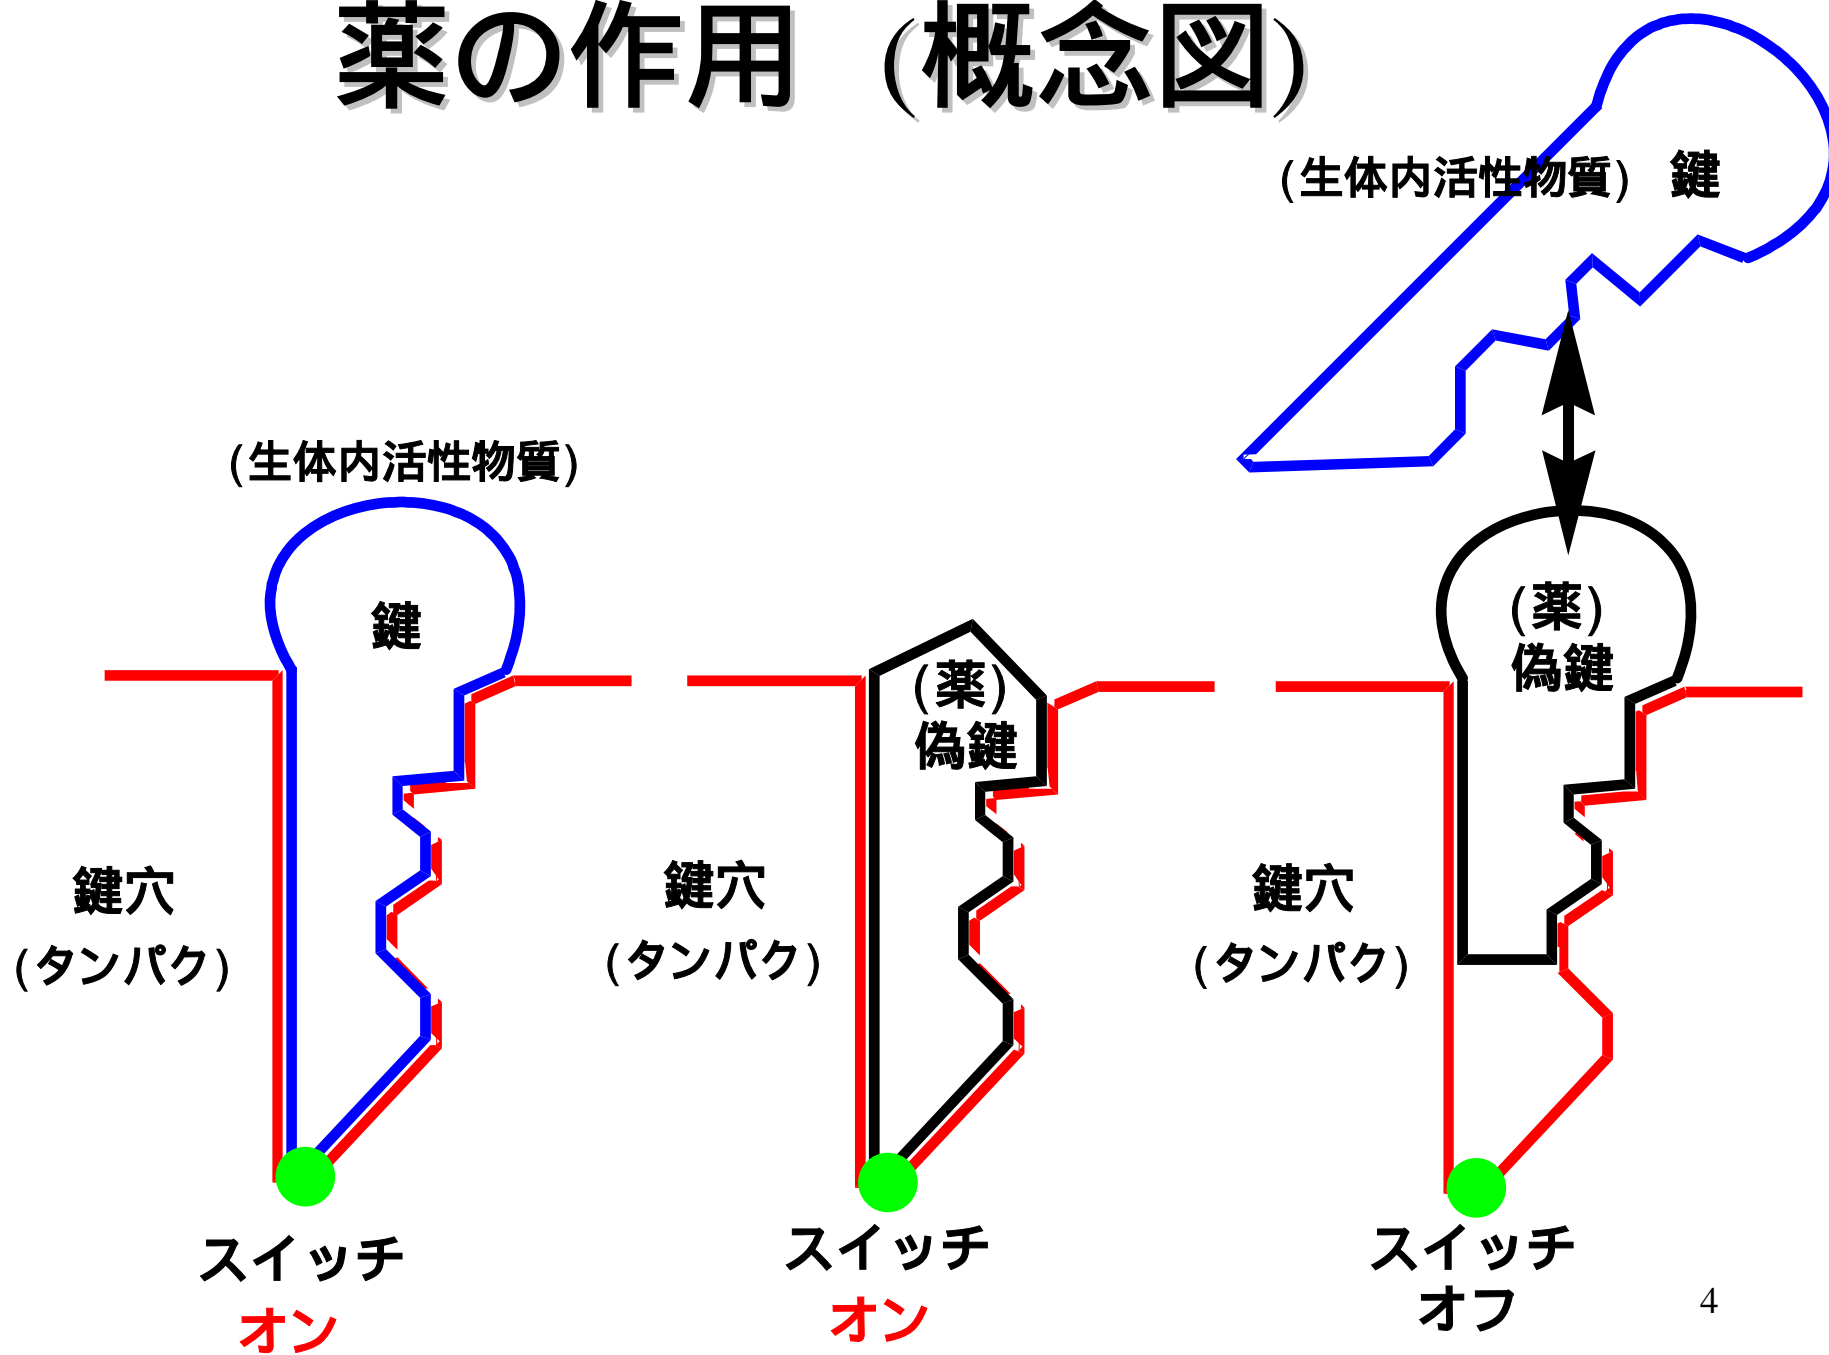 薬の作用 (概念図)
(生体内活性物質) 鍵
(生体内活性物質)
鍵
鍵穴
(タンパク)
スイッチ
オン
(薬)
偽鍵
鍵穴
(タンパク)
スイッチ
オン
(薬)
偽鍵
鍵穴
(タンパク)
スイッチ
オフ
4